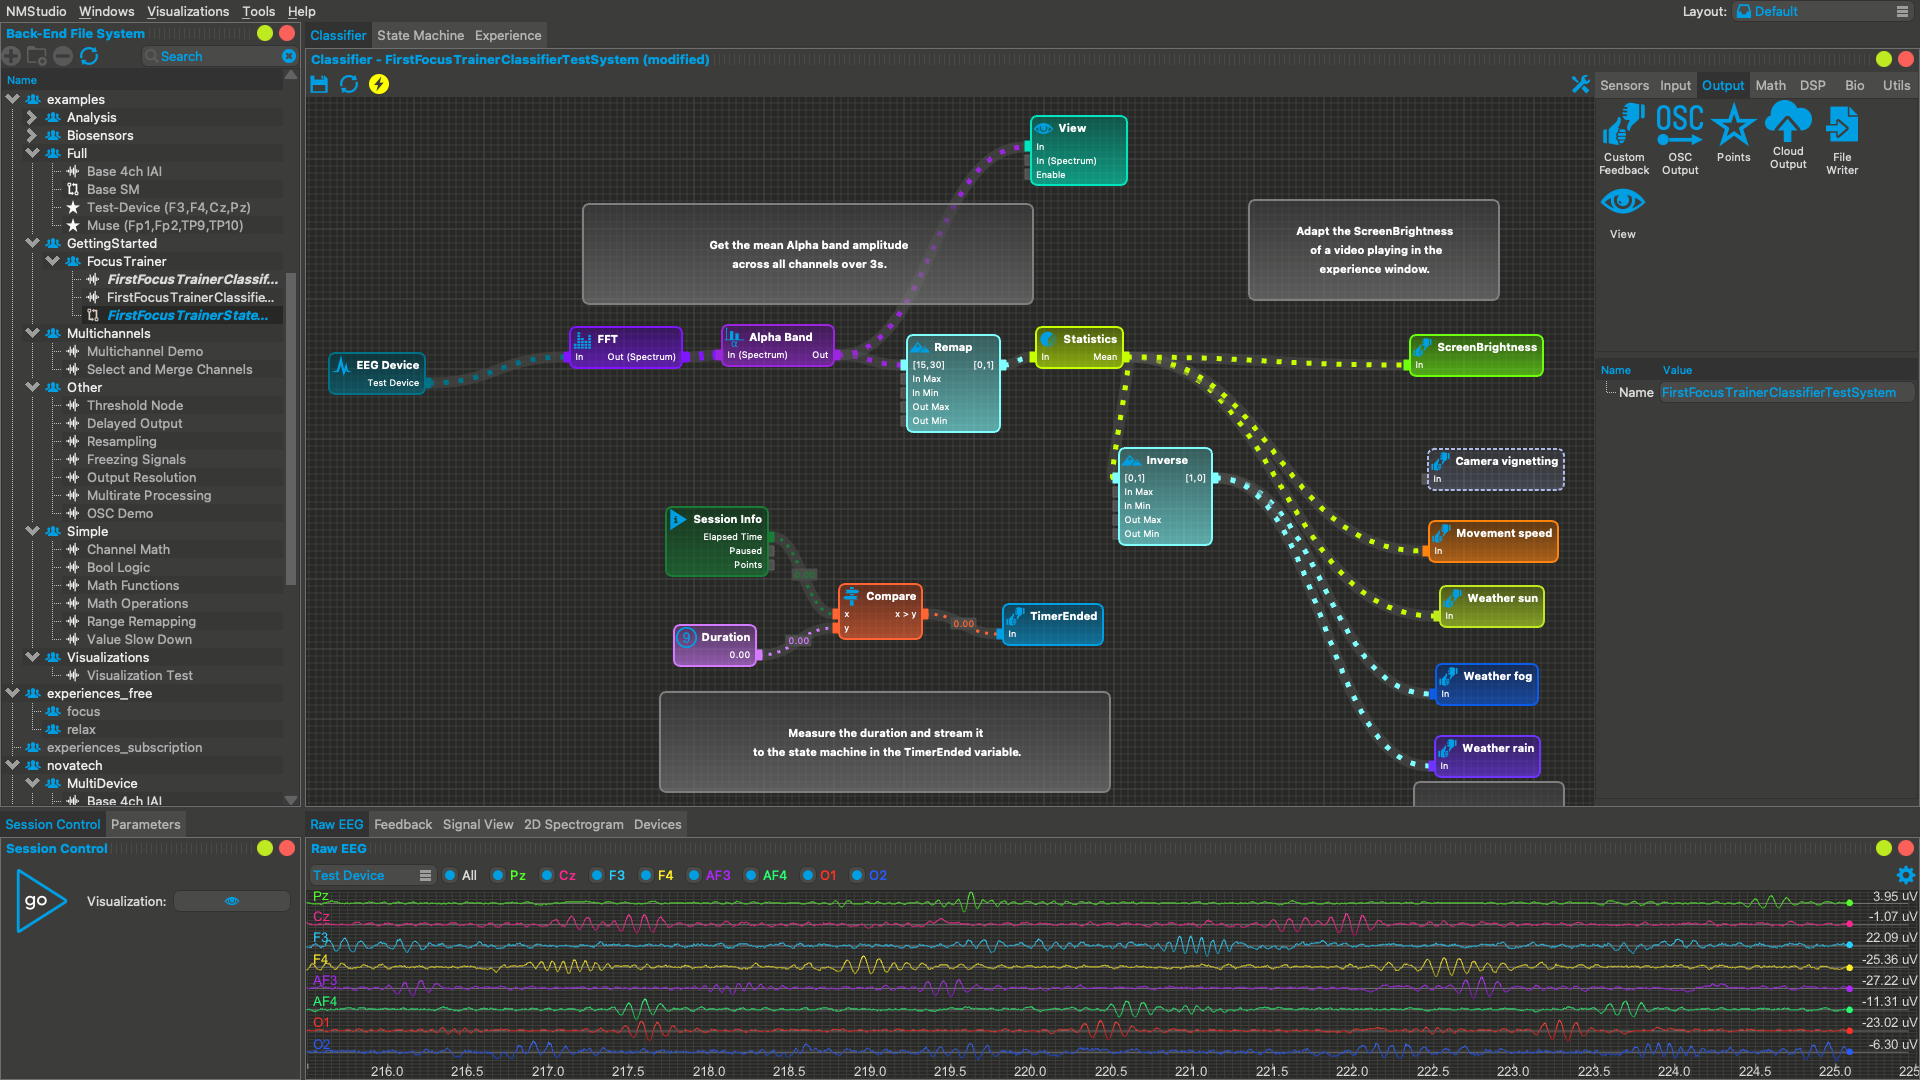 NMStudio Windows Visualizations Tools Help
Layout: Default
Back-End File System
Search
Name
examples
Analysis
Biosensors
Full
Base 4ch IAI
Base SM
Test-Device (F3,F4,Cz,Pz)
Muse (Fp1,Fp2,TP9,TP10)
GettingStarted
FocusTrainer
FirstFocusTrainerClassif...
FirstFocusTrainerClassifie...
FirstFocusTrainerState...
Multichannels
Multichannel Demo
Select and Merge Channels
Other
Threshold Node
Delayed Output
Resampling
Freezing Signals
Output Resolution
Multirate Processing
OSC Demo
Simple
Channel Math
Bool Logic
Math Functions
Math Operations
Range Remapping
Value Slow Down
Visualizations
Visualization Test
experiences_free
focus
relax
experiences_subscription
novatech
MultiDevice
Base 4ch IAI
Classifier State Machine Experience
Classifier - FirstFocusTrainerClassifierTestSystem (modified)
View
In
In (Spectrum)
Enable
Get the mean Alpha band amplitude
across all channels over 3s.
Adapt the ScreenBrightness
of a video playing in the
experience window.
EEG Device
Test Device
FFT
In Out (Spectrum)
Alpha Band
In (Spectrum) Out
Remap
[15,30] [0,1]
In Max
In Min
Out Max
Out Min
Statistics
In Mean
ScreenBrightness
In
Inverse
[0,1] [1,0]
In Max
In Min
Out Max
Out Min
Camera vignetting
In
Movement speed
In
Weather sun
In
Weather fog
In
Weather rain
In
Session Info
Elapsed Time
Paused
Points
0.00
Duration
0.00
0.00
Compare
x x > y
y
0.00
TimerEnded
In
Measure the duration and stream it
to the state machine in the TimerEnded variable.
Sensors Input Output Math DSP Bio Utils
OSC
Custom
Feedback
OSC
Output
Points
Cloud
Output
File
Writer
View
Name Value
Name FirstFocusTrainerClassifierTestSystem
Session Control Parameters
Session Control
go
Visualization:
Raw EEG Feedback Signal View 2D Spectrogram Devices
Raw EEG
Test Device All Pz Cz F3 F4 AF3 AF4 O1 O2
Pz 3.95 uV
Cz -1.07 uV
F3 22.09 uV
F4 -25.36 uV
AF3 -27.22 uV
AF4 -11.31 uV
O1 -23.02 uV
O2 -6.30 uV
216.0 216.5 217.0 217.5 218.0 218.5 219.0 219.5 220.0 220.5 221.0 221.5 222.0 222.5 223.0 223.5 224.0 224.5 225.0 225